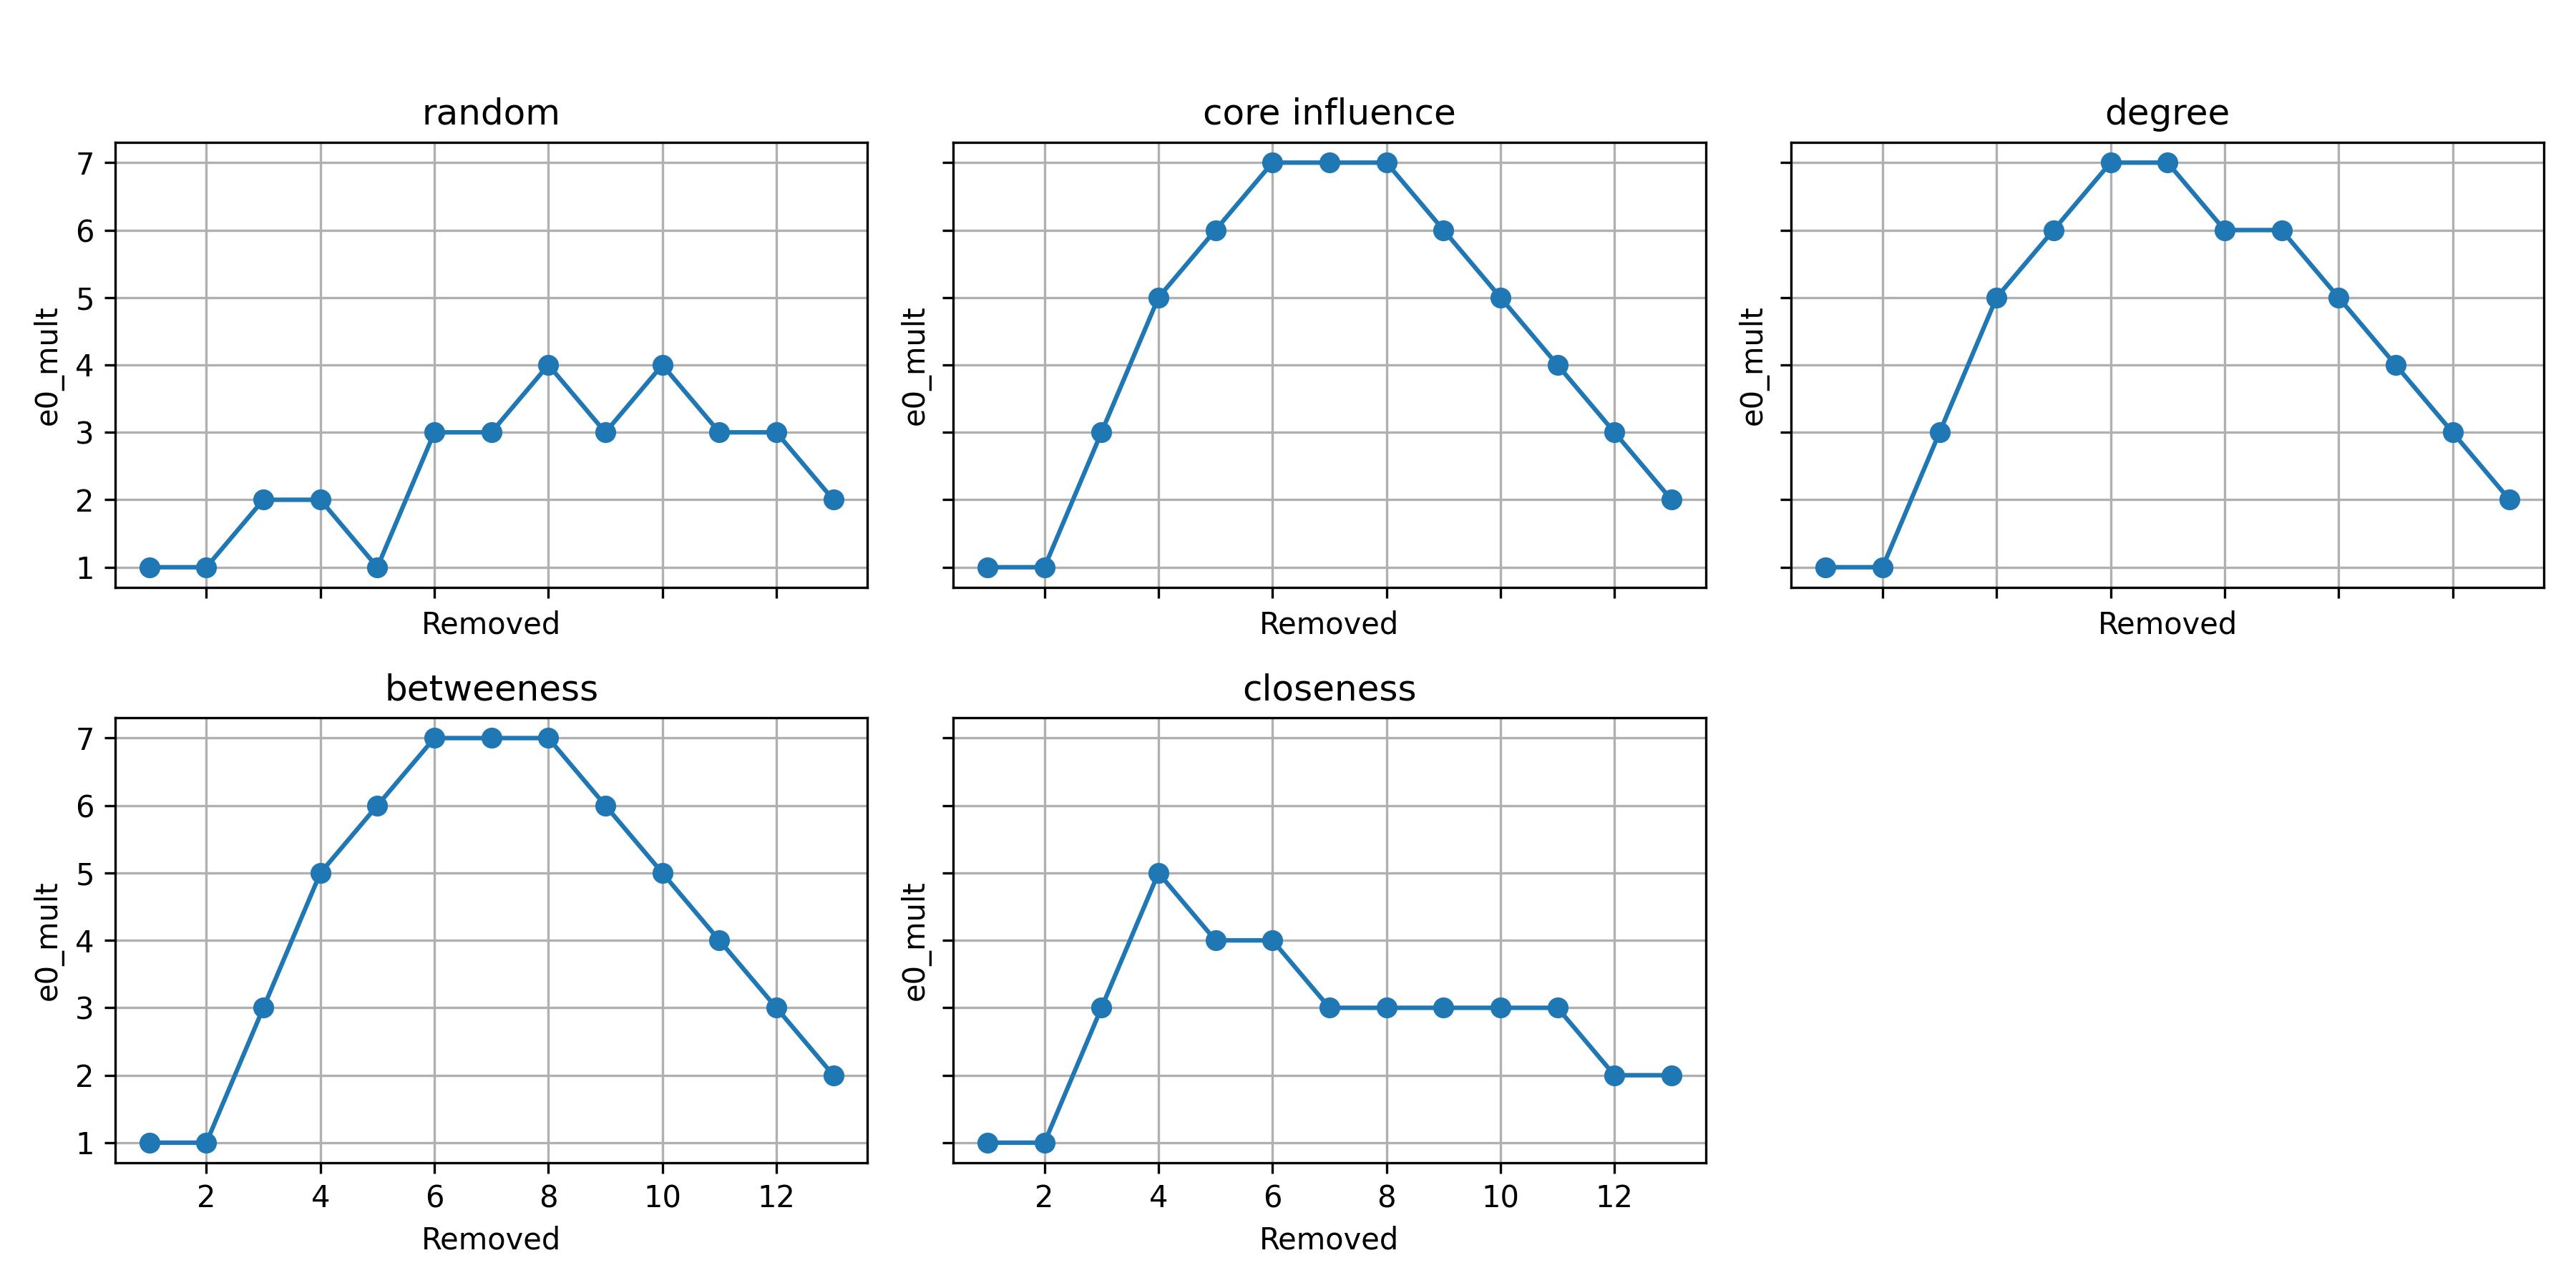 random
7
6
5
4
3
2
1
e0_mult
Removed
core influence
e0_mult
Removed
degree
e0_mult
Removed
betweeness
7
6
5
4
3
2
1
e0_mult
2 4 6 8 10 12
Removed
closeness
e0_mult
2 4 6 8 10 12
Removed